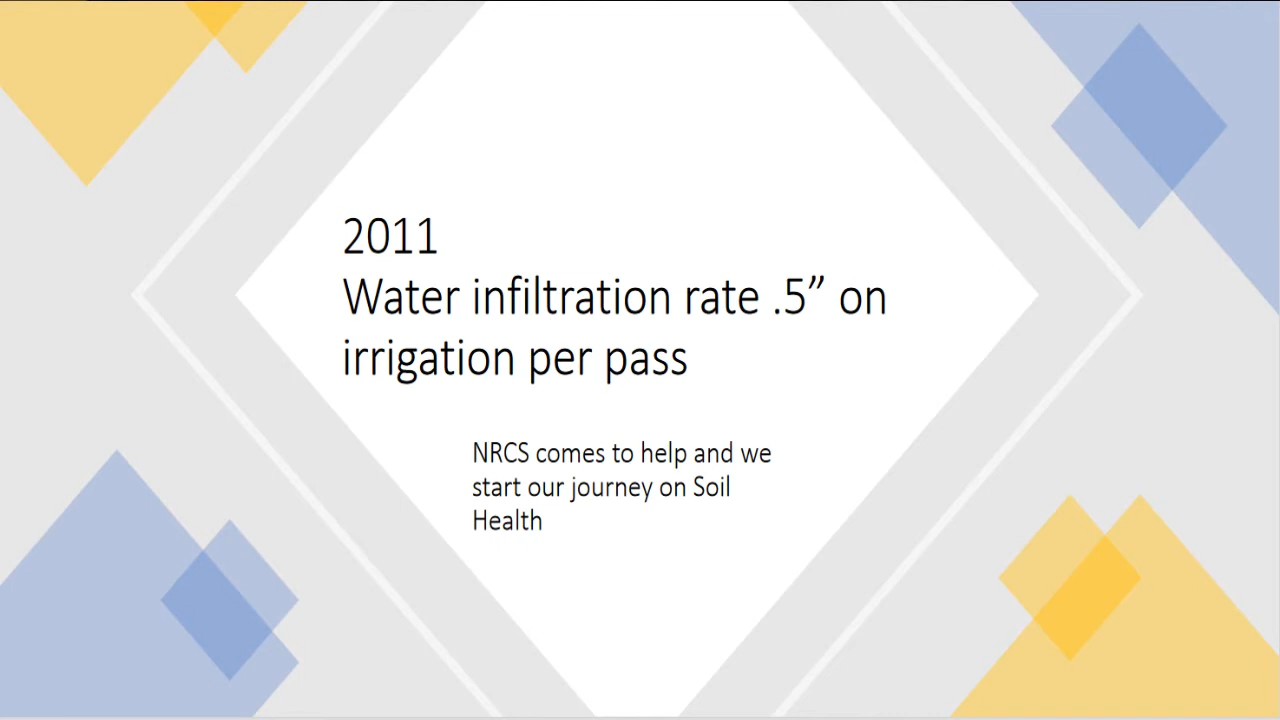 2011
Water infiltration rate .5” on
irrigation per pass
NRCS comes to help and we
start our journey on Soil
Health